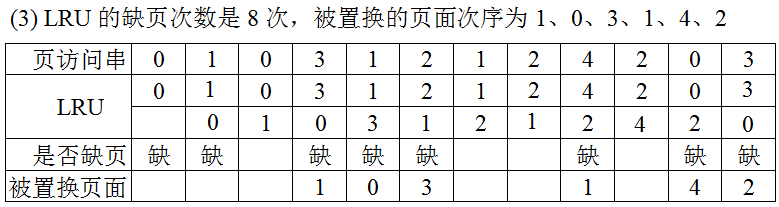 (3) LRU 的缺页次数是 8 次，被置换的页面次序为 1、0、3、1、4、2
页访问串 0 1 0 3 1 2 1 2 4 2 0 3
LRU 0 1 0 3 1 2 1 2 4 2 0 3
0 1 0 3 1 2 1 2 4 2 0
是否缺页 缺 缺 缺 缺 缺 缺 缺 缺
被置换页面 1 0 3 1 4 2